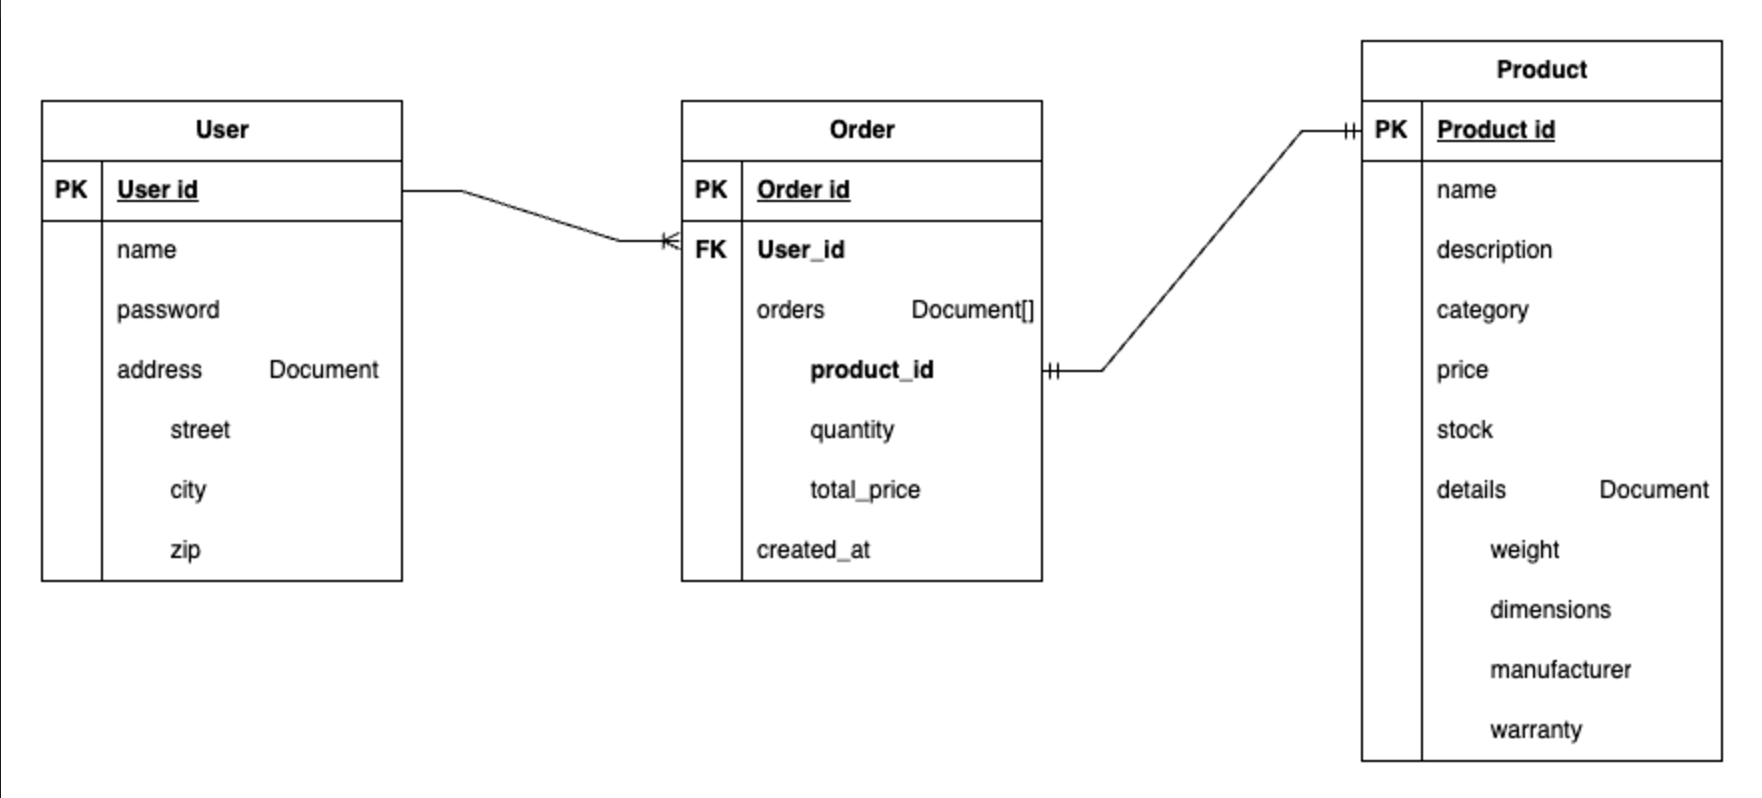 User
PK User id
name
password
address Document
street
city
zip
Order
PK Order id
FK User_id
orders Document[]
product_id
quantity
total_price
created_at
Product
PK Product id
name
description
category
price
stock
details Document
weight
dimensions
manufacturer
warranty